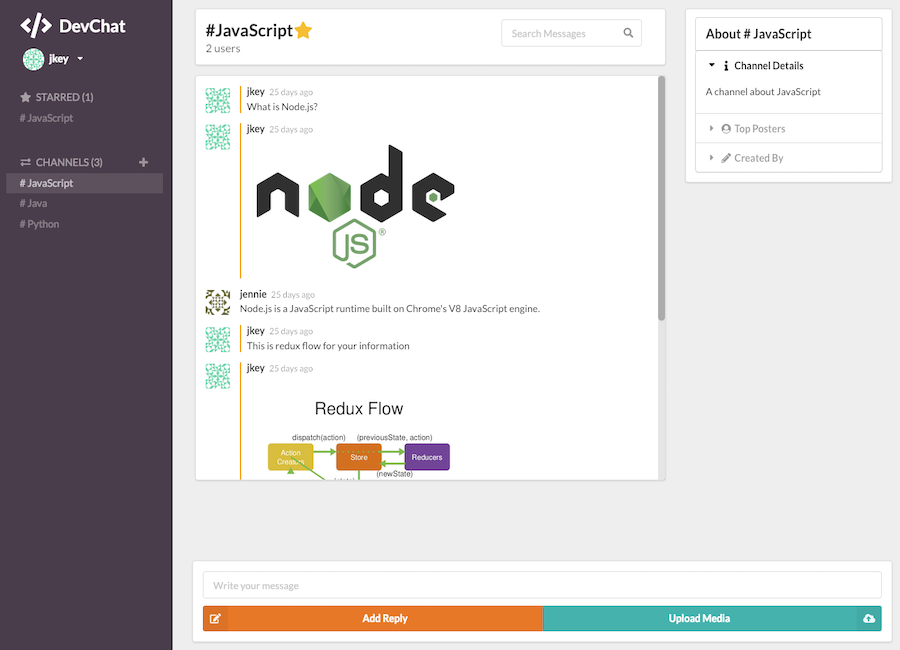 </> DevChat
jkey
STARRED (1)
# JavaScript
CHANNELS (3) +
# JavaScript
# Java
# Python
#JavaScript
2 users
Search Messages
jkey 25 days ago
What is Node.js?
jkey 25 days ago
node
JS ®
jennie 25 days ago
Node.js is a JavaScript runtime built on Chrome's V8 JavaScript engine.
jkey 25 days ago
This is redux flow for your information
jkey 25 days ago
Redux Flow
dispatch(action) (previousState, action)
Action
Creators
Store
Reducers
(newState)
About # JavaScript
Channel Details
A channel about JavaScript
Top Posters
Created By
Write your message
Add Reply
Upload Media